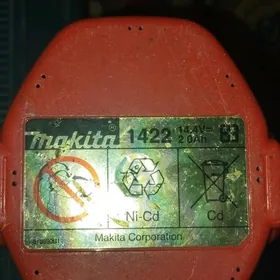 makita® 1422 14.4V 2.0Ah
Ni-Cd Cd
Makita Corporation